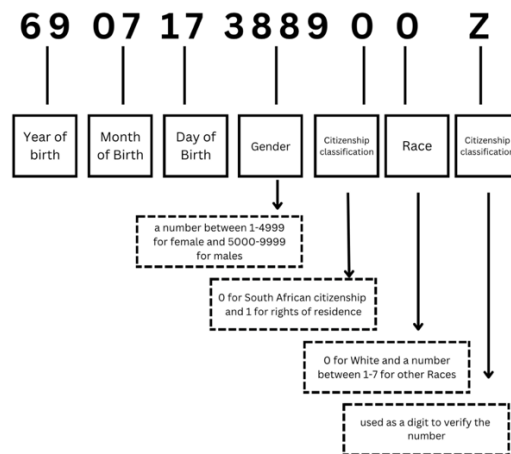 69 07 17 3889 0 0 Z
Year of
birth
Month
of Birth
Day of
Birth
Gender
Citizenship
classification
Race
Citizenship
classification
a number between 1-4999
for female and 5000-9999
for males
0 for South African citizenship
and 1 for rights of residence
0 for White and a number
between 1-7 for other Races
used as a digit to verify the
number